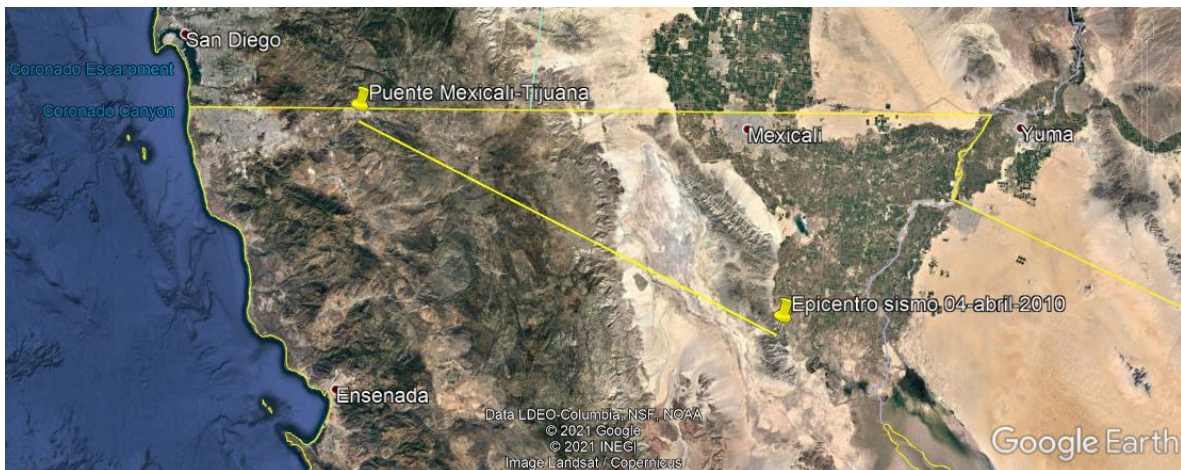 San Diego
Coronado Escarpment
Puente Mexicali-Tijuana
Coronado Canyon
Mexicali
Yuma
Epicentro sismo 04-abril-2010
Ensenada
Data LDEO-Columbia, NSF, NOAA
© 2021 Google
© 2021 INEGI
Image Landsat / Copernicus
Google Earth